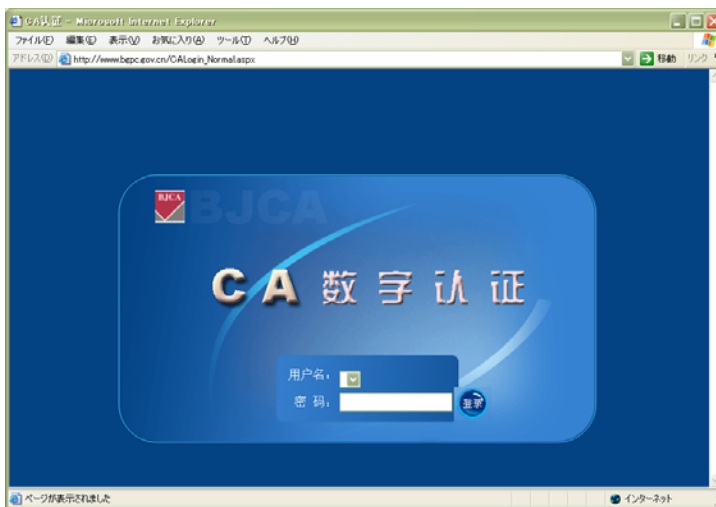 CA认证 - Microsoft Internet Explorer
ファイル(F) 編集(E) 表示(V) お気に入り(A) ツール(T) ヘルプ(H)
アドレス(D) http://www.bgpc.gov.cn/CALogin_Normal.aspx 移動 リンク
BJCA BJCA
CA数字认证
用户名：
密 码： 登录
ページが表示されました インターネット